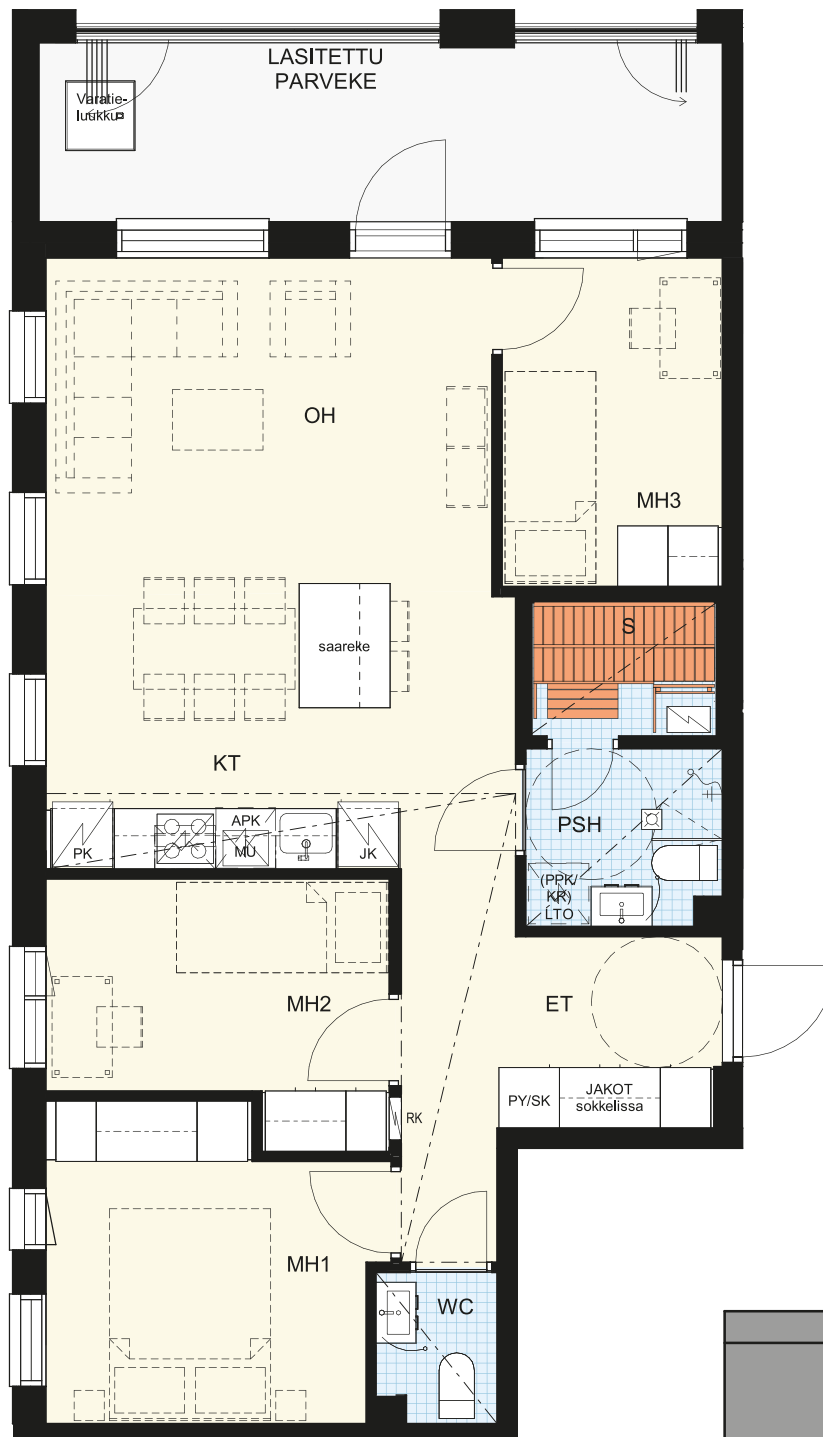 LASITETTU
PARVEKE
Varatie-
luukku
OH
MH3
S
saareke
KT
PSH
PK
APK
MU
JK
(PPK/
KR)
LTO
MH2
ET
RK
PY/SK
JAKOT
sokkelissa
MH1
WC